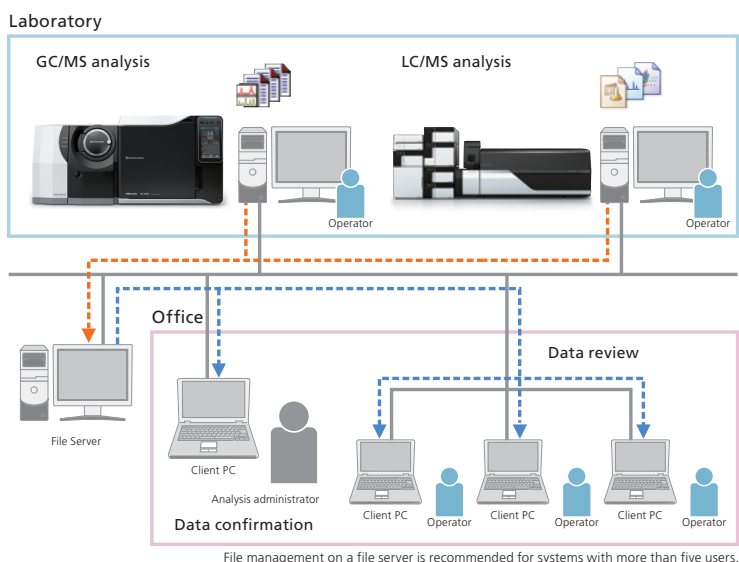 Laboratory
GC/MS analysis
LC/MS analysis
Operator
Operator
Office
Data review
File Server
Client PC
Analysis administrator
Data confirmation
Client PC
Operator
Client PC
Operator
Client PC
Operator
File management on a file server is recommended for systems with more than five users.